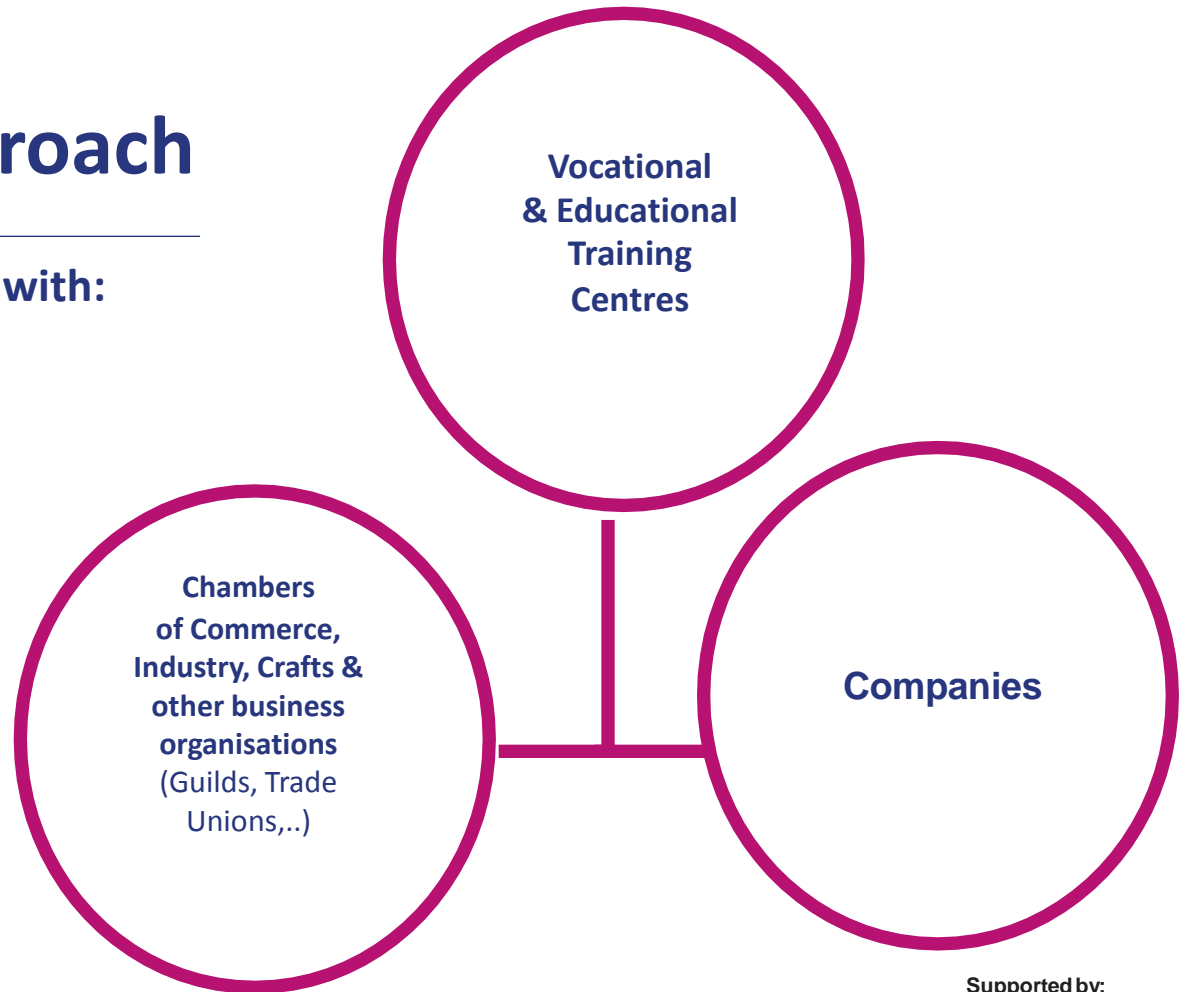 roach
with:
Vocational
& Educational
Training
Centres
Chambers
of Commerce,
Industry, Crafts &
other business
organisations
(Guilds, Trade
Unions,..)
Companies
Supported by: